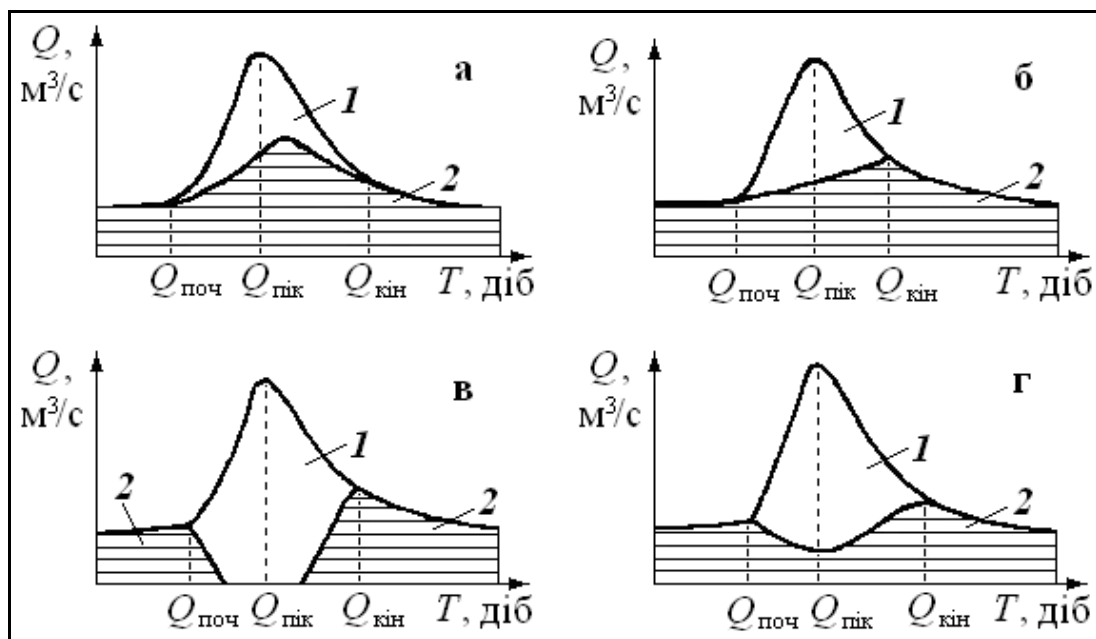 Q,
м³/с
а
1
2
Qпоч Qпік Qкін T, діб
Q,
м³/с
б
1
2
Qпоч Qпік Qкін T, діб
Q,
м³/с
в
2
1
2
Qпоч Qпік Qкін T, діб
Q,
м³/с
г
1
2
Qпоч Qпік Qкін T, діб